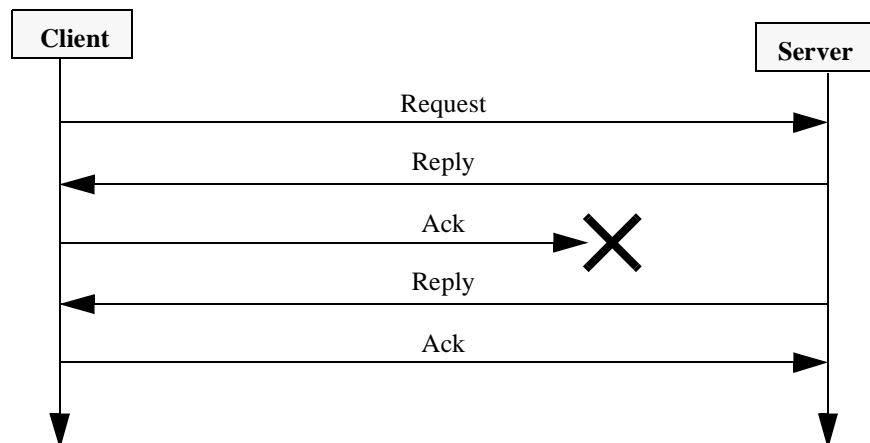 Client
Server
Request
Reply
Ack
Reply
Ack